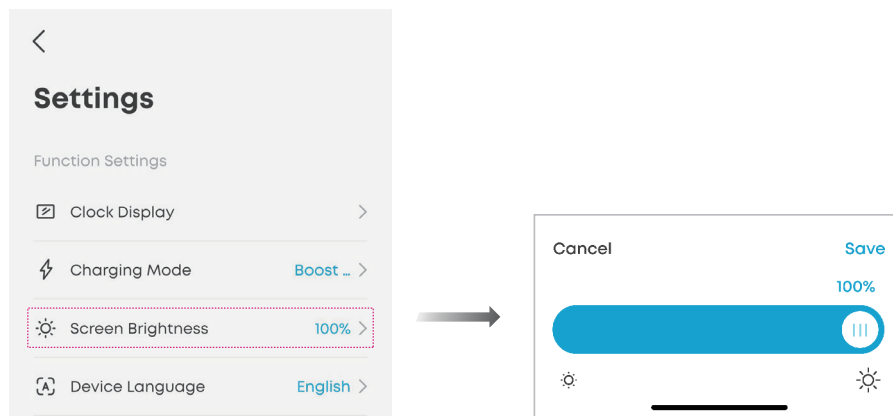 Settings
Function Settings
Clock Display
Charging Mode Boost ...
Screen Brightness 100%
A Device Language English
Cancel Save
100%